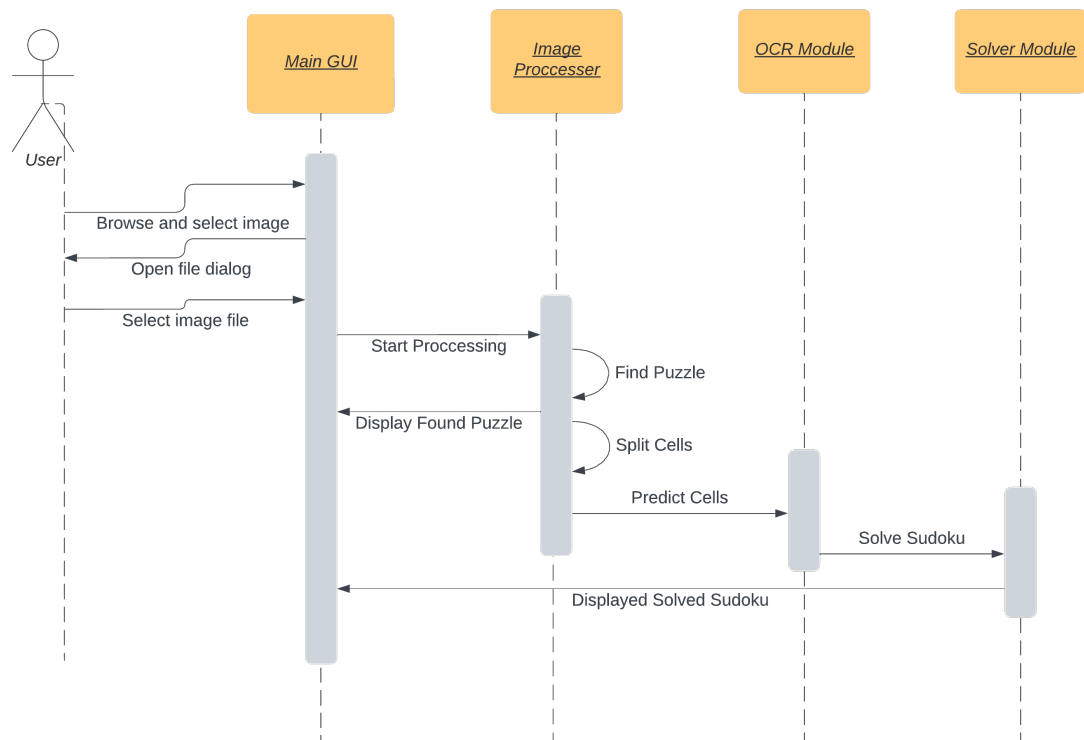 Main GUI
Image
Proccesser
OCR Module
Solver Module
User
Browse and select image
Open file dialog
Select image file
Start Proccessing
Find Puzzle
Display Found Puzzle
Split Cells
Predict Cells
Solve Sudoku
Displayed Solved Sudoku